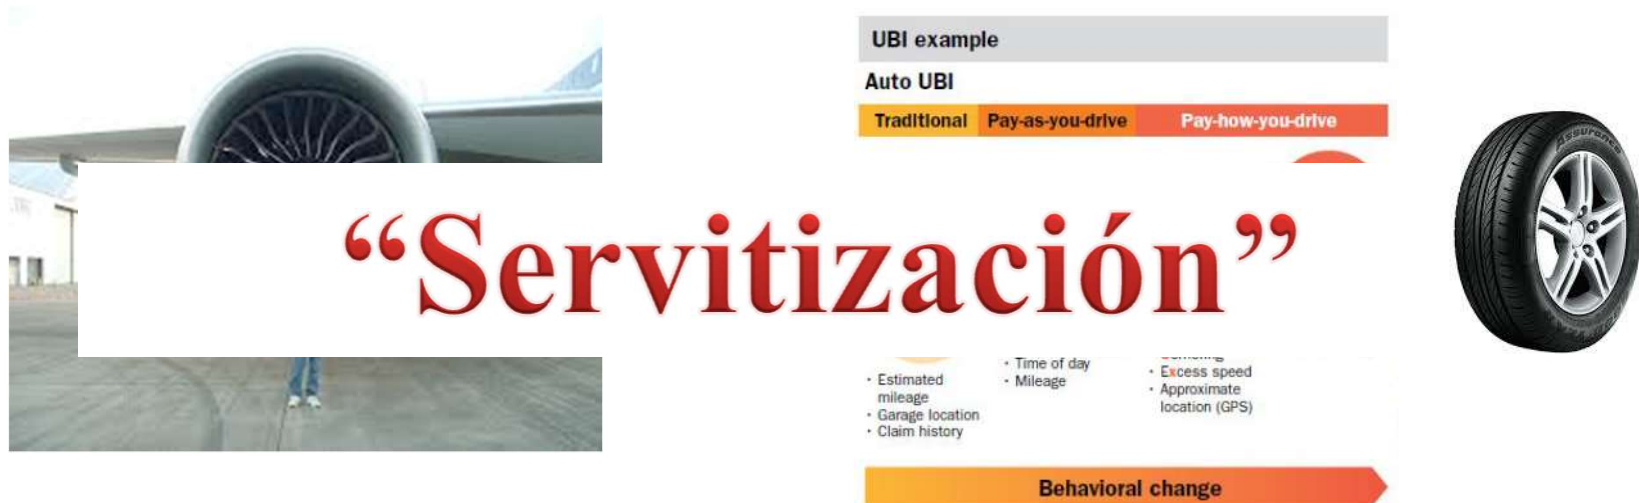 UBI example
Auto UBI
Traditional Pay-as-you-drive Pay-how-you-drive
Assurance
“Servitización”
• Estimated
mileage
• Garage location
• Claim history
• Time of day
• Mileage
• Excess speed
• Approximate
location (GPS)
Behavioral change